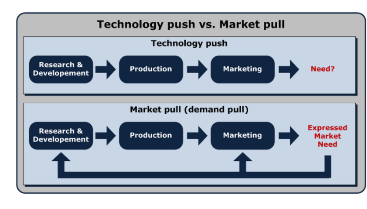 Technology push vs. Market pull
Technology push
Research &
Developement
Production
Marketing
Need?
Market pull (demand pull)
Research &
Developement
Production
Marketing
Expressed
Market
Need